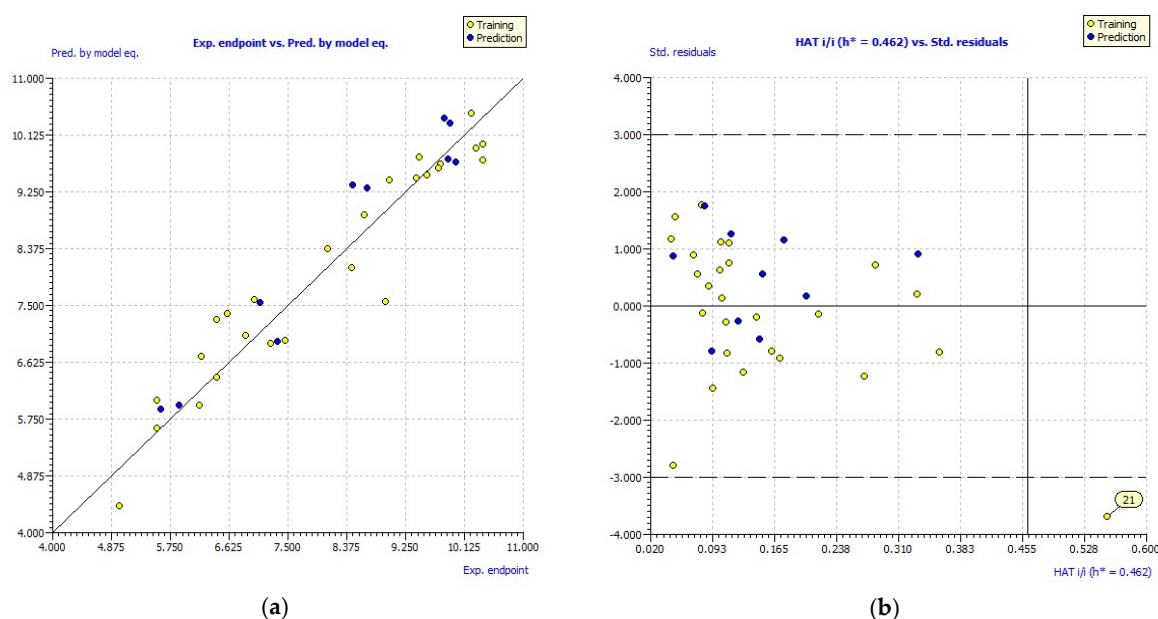 Training
Prediction
Exp. endpoint vs. Pred. by model eq.
Pred. by model eq.
11.000
10.125
9.250
8.375
7.500
6.625
5.750
4.875
4.000
4.000 4.875 5.750 6.625 7.500 8.375 9.250 10.125 11.000
Exp. endpoint
(a)
Training
Prediction
HAT i/i (h* = 0.462) vs. Std. residuals
Std. residuals
4.000
3.000
2.000
1.000
0.000
-1.000
-2.000
-3.000
21
-4.000
0.020 0.093 0.165 0.238 0.310 0.383 0.455 0.528 0.600
HAT i/i (h* = 0.462)
(b)